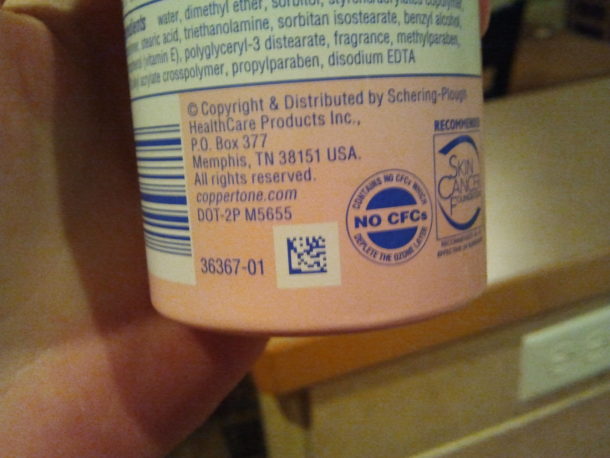 water, dimethyl ether, sorbitol, styrene/acrylates copolymer,
stearic acid, triethanolamine, sorbitan isostearate, benzyl alcohol,
(vitamin E), polyglyceryl-3 distearate, fragrance, methylparaben,
acrylate crosspolymer, propylparaben, disodium EDTA
© Copyright & Distributed by Schering-Plough
HealthCare Products Inc.,
P.O. Box 377
Memphis, TN 38151 USA.
All rights reserved.
coppertone.com
DOT-2P M5655
36367-01
CONTAINS NO CFCs WHICH
NO CFCs
DEPLETE THE OZONE LAYER
RECOMMENDED
SKIN
CANCER
FOUNDATION